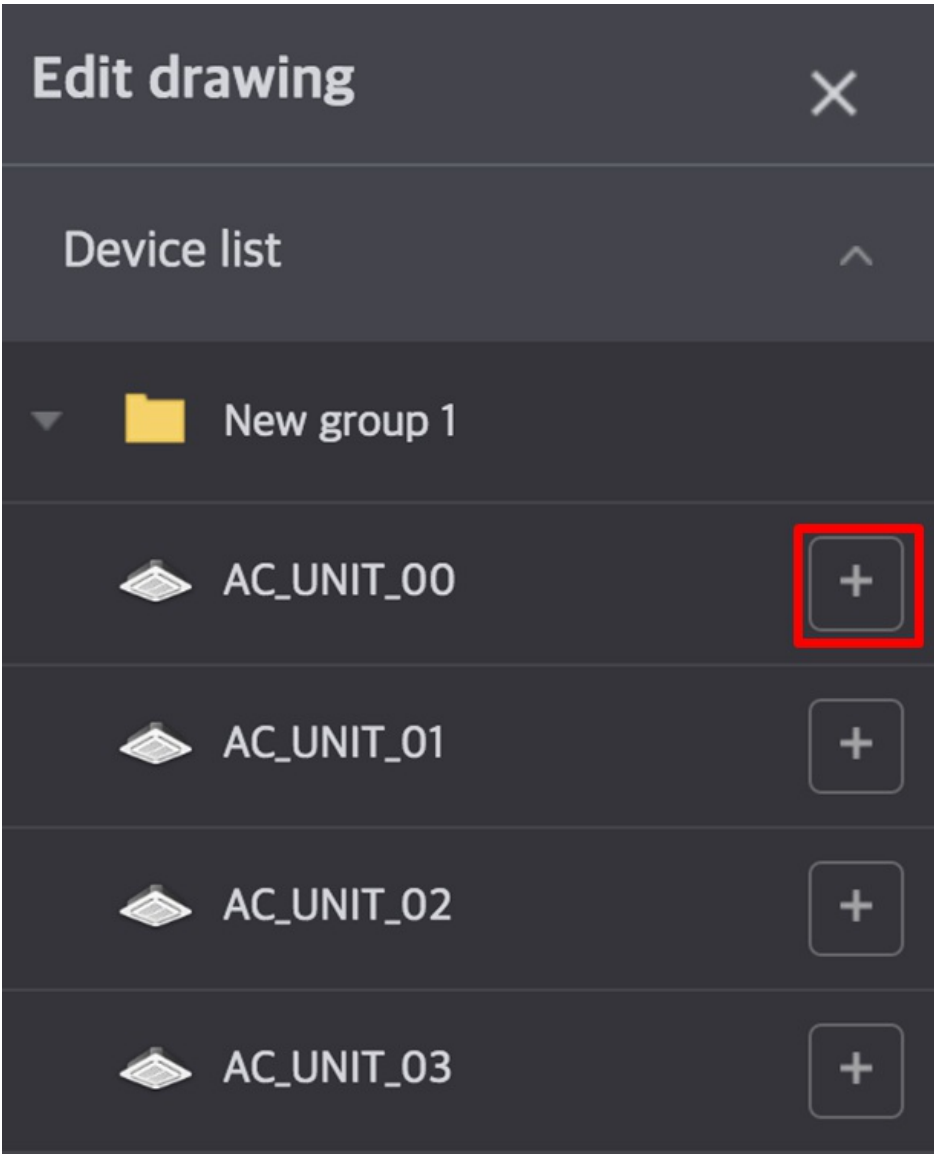 Edit drawing
Device list
New group 1
AC_UNIT_00
AC_UNIT_01
AC_UNIT_02
AC_UNIT_03